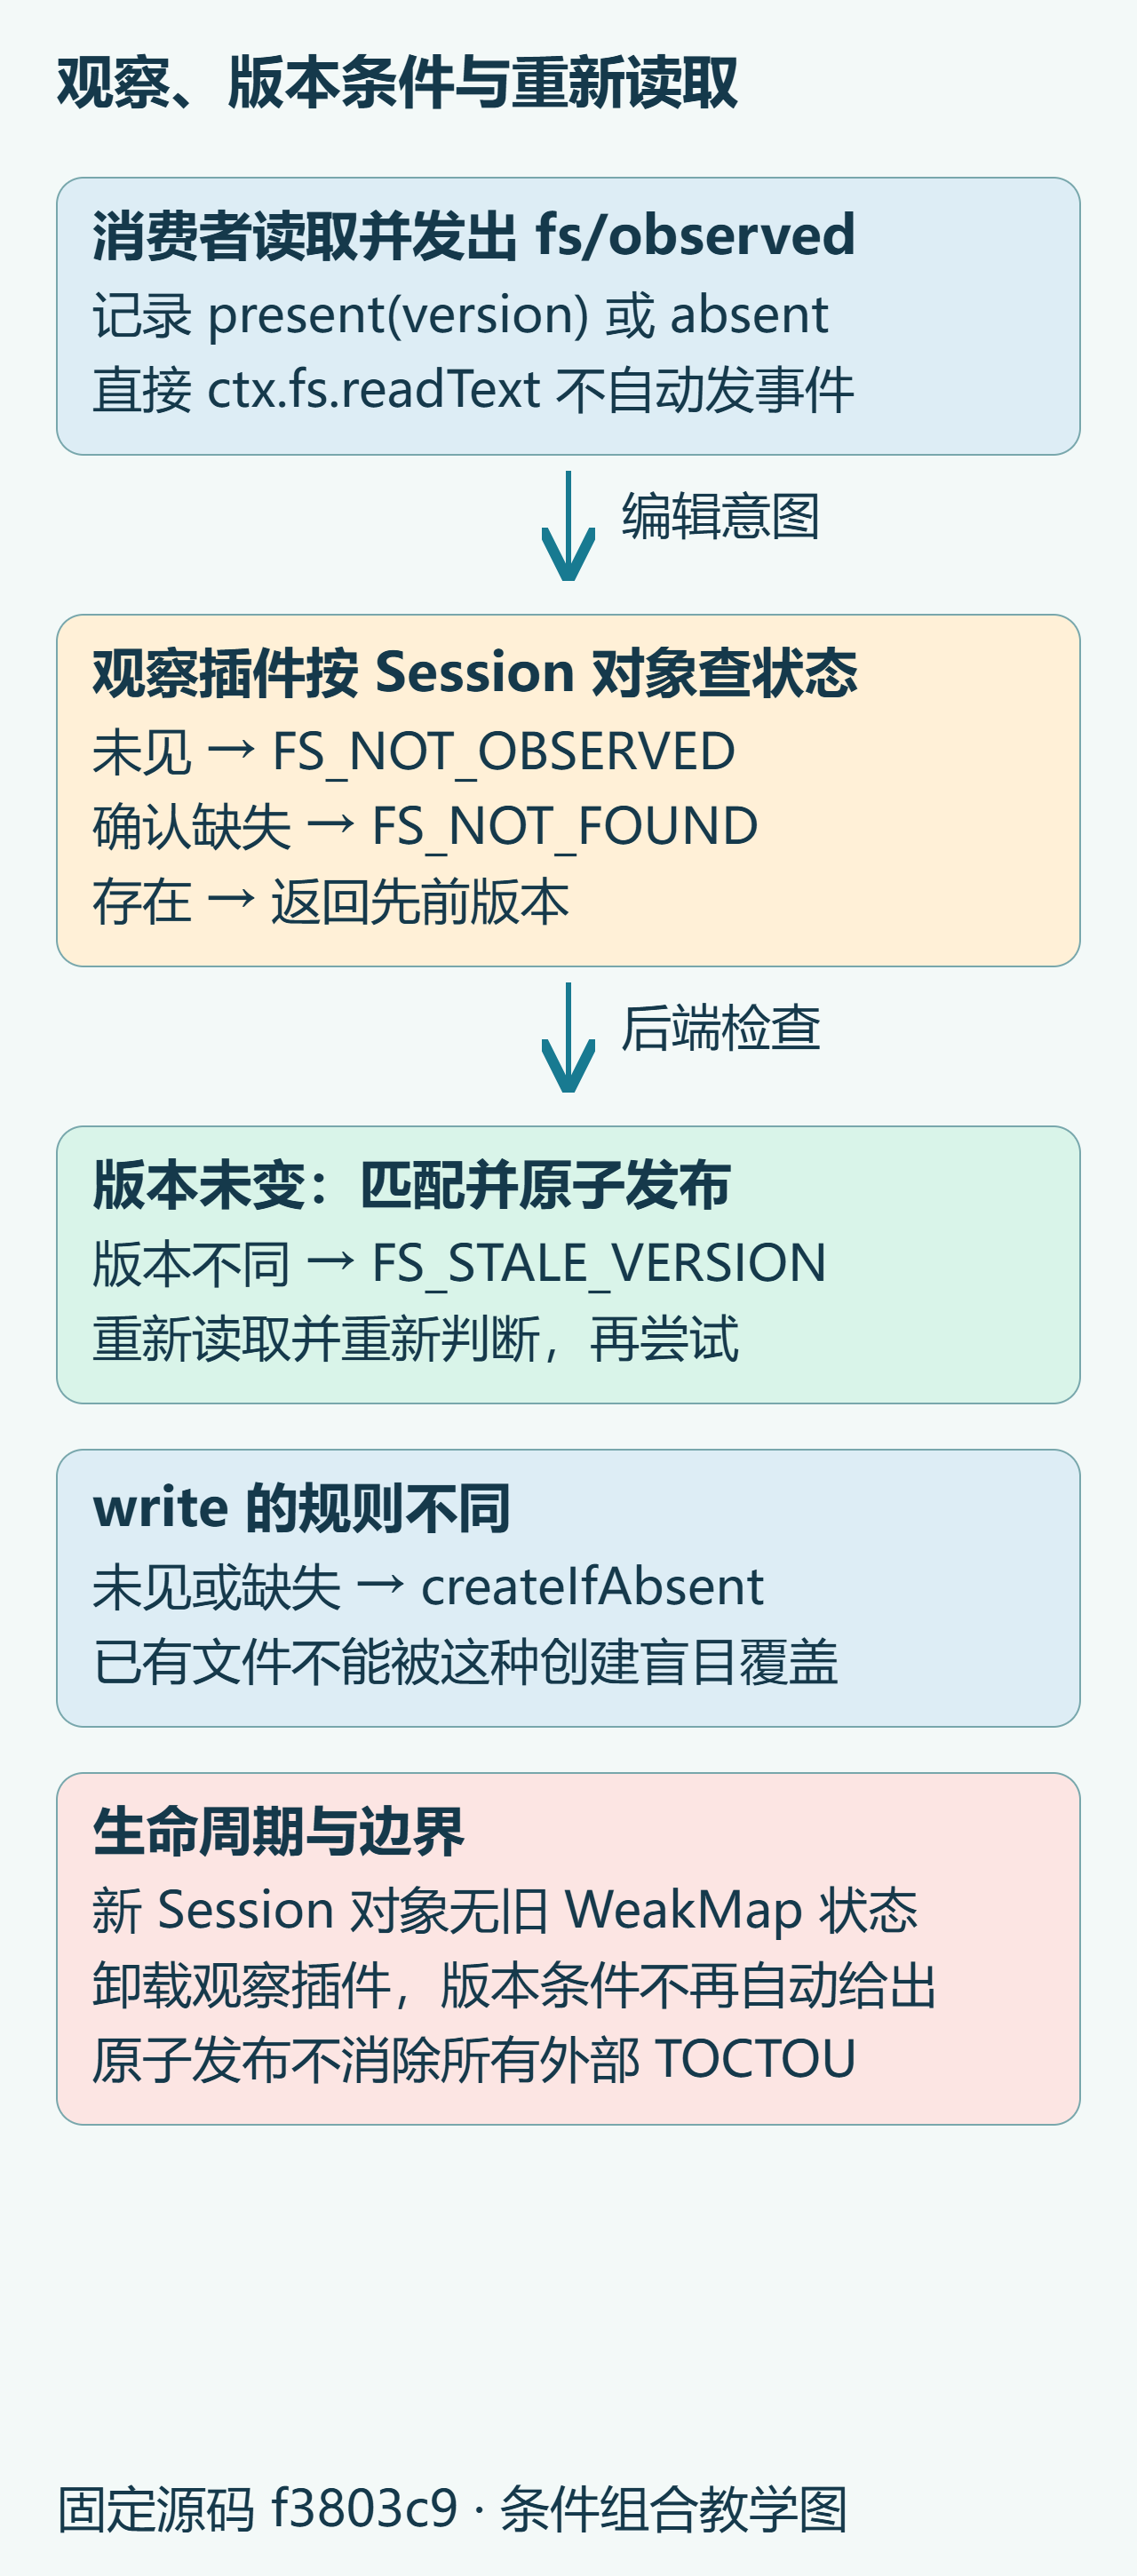 观察、版本条件与重新读取
消费者读取并发出 fs/observed
记录 present(version) 或 absent
直接 ctx.fs.readText 不自动发事件
编辑意图
观察插件按 Session 对象查状态
未见 → FS_NOT_OBSERVED
确认缺失 → FS_NOT_FOUND
存在 → 返回先前版本
后端检查
版本未变：匹配并原子发布
版本不同 → FS_STALE_VERSION
重新读取并重新判断，再尝试
write 的规则不同
未见或缺失 → createIfAbsent
已有文件不能被这种创建盲目覆盖
生命周期与边界
新 Session 对象无旧 WeakMap 状态
卸载观察插件，版本条件不再自动给出
原子发布不消除所有外部 TOCTOU
固定源码 f3803c9 · 条件组合教学图